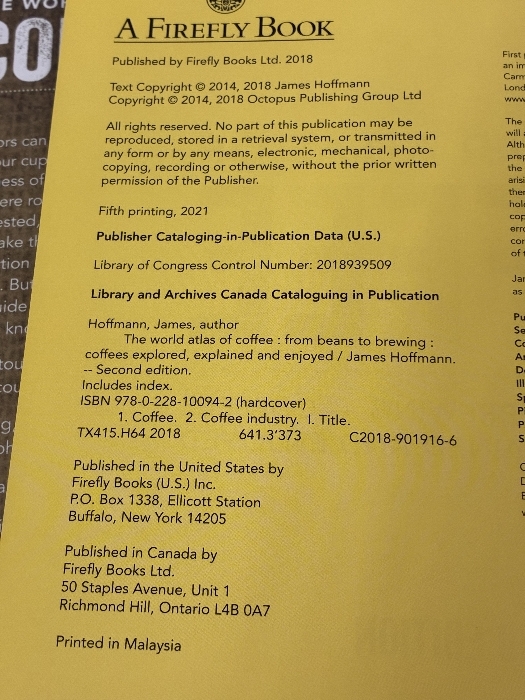 A FIREFLY BOOK
Published by Firefly Books Ltd. 2018
Text Copyright © 2014, 2018 James Hoffmann
Copyright © 2014, 2018 Octopus Publishing Group Ltd
All rights reserved. No part of this publication may be
reproduced, stored in a retrieval system, or transmitted in
any form or by any means, electronic, mechanical, photo-
copying, recording or otherwise, without the prior written
permission of the Publisher.
Fifth printing, 2021
Publisher Cataloging-in-Publication Data (U.S.)
Library of Congress Control Number: 2018939509
Library and Archives Canada Cataloguing in Publication
Hoffmann, James, author
The world atlas of coffee : from beans to brewing :
coffees explored, explained and enjoyed / James Hoffmann.
-- Second edition.
Includes index.
ISBN 978-0-228-10094-2 (hardcover)
1. Coffee. 2. Coffee industry. I. Title.
TX415.H64 2018 641.3'373 C2018-901916-6
Published in the United States by
Firefly Books (U.S.) Inc.
P.O. Box 1338, Ellicott Station
Buffalo, New York 14205
Published in Canada by
Firefly Books Ltd.
50 Staples Avenue, Unit 1
Richmond Hill, Ontario L4B 0A7
Printed in Malaysia